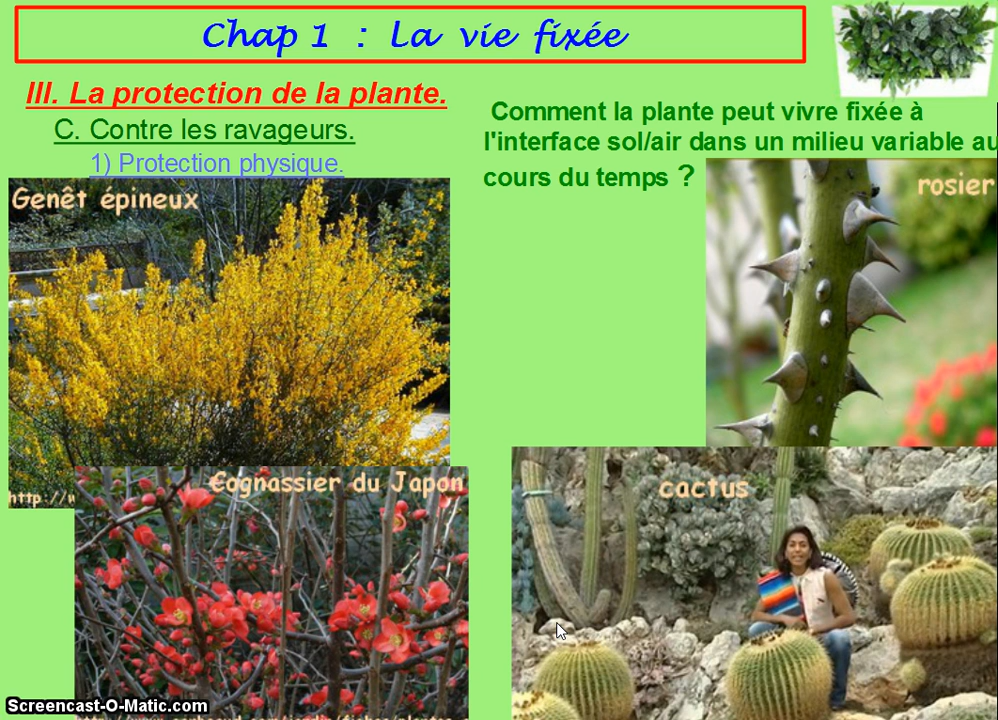 Chap 1 : La vie fixée
III. La protection de la plante.
C. Contre les ravageurs.
1) Protection physique.
Comment la plante peut vivre fixée à
l'interface sol/air dans un milieu variable au
cours du temps ?
Genêt épineux
rosier
http://
Cognassier du Japon
cactus
Screencast-O-Matic.com